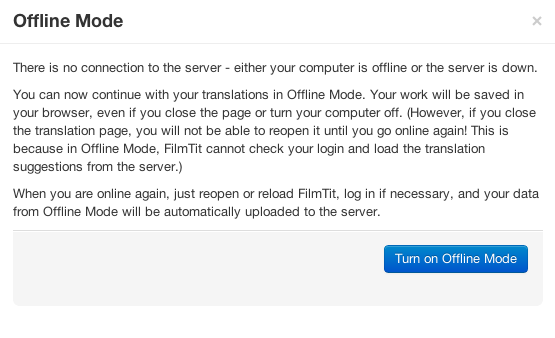 Offline Mode
×
There is no connection to the server - either your computer is offline or the server is down.
You can now continue with your translations in Offline Mode. Your work will be saved in
your browser, even if you close the page or turn your computer off. (However, if you close
the translation page, you will not be able to reopen it until you go online again! This is
because in Offline Mode, FilmTit cannot check your login and load the translation
suggestions from the server.)
When you are online again, just reopen or reload FilmTit, log in if necessary, and your data
from Offline Mode will be automatically uploaded to the server.
Turn on Offline Mode